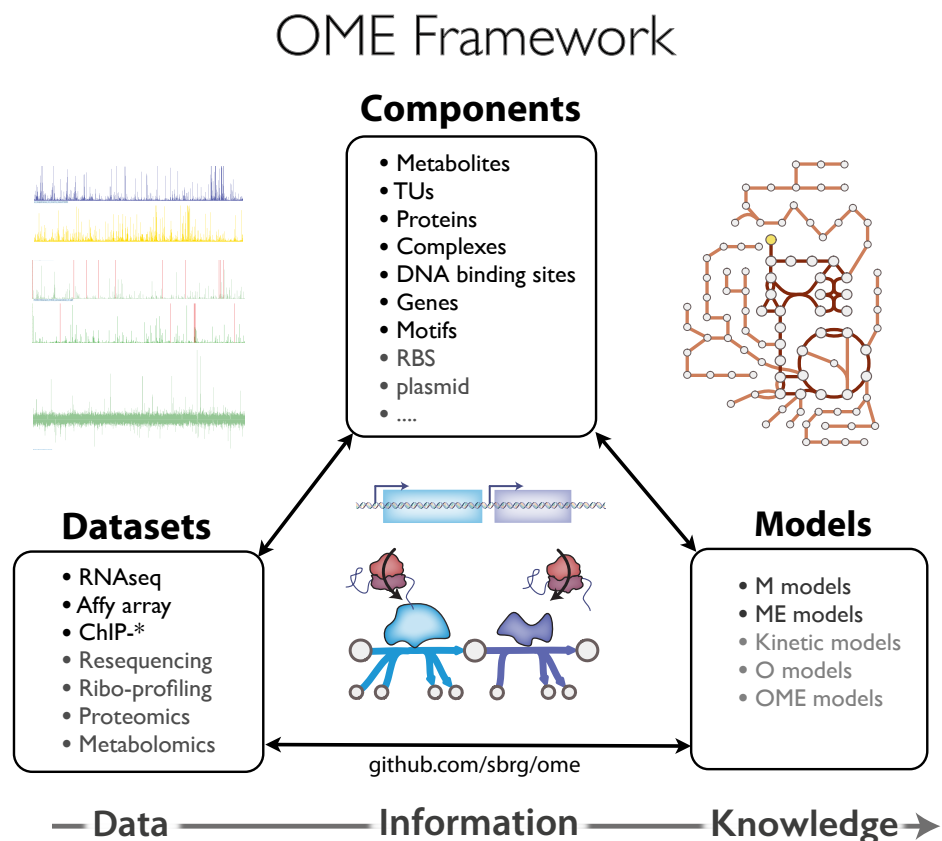 OME Framework
Components
• Metabolites
• TUs
• Proteins
• Complexes
• DNA binding sites
• Genes
• Motifs
• RBS
• plasmid
• ....
Datasets
• RNAseq
• Affy array
• ChIP-*
• Resequencing
• Ribo-profiling
• Proteomics
• Metabolomics
Models
• M models
• ME models
• Kinetic models
• O models
• OME models
github.com/sbrg/ome
Data Information Knowledge